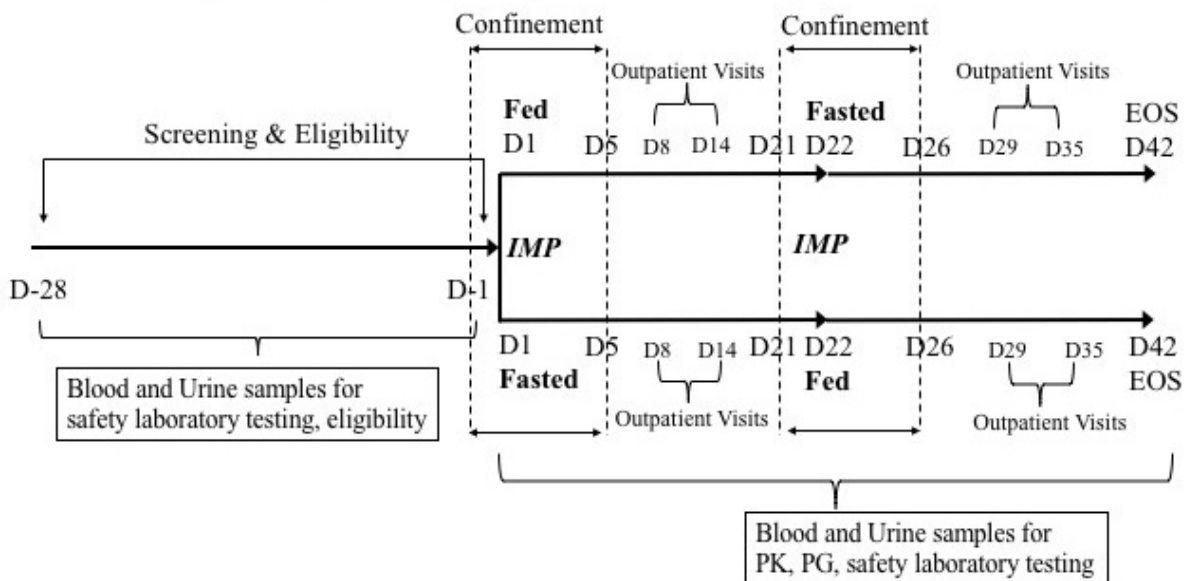 Confinement Confinement
Outpatient Visits Outpatient Visits
Fed Fasted EOS
Screening & Eligibility
D1 D5 D8 D14 D21 D22 D26 D29 D35 D42
IMP IMP
D-28 D-1
D1 D5 D8 D14 D21 D22 D26 D29 D35 D42
Fasted Fed EOS
Blood and Urine samples for
safety laboratory testing, eligibility
Outpatient Visits Outpatient Visits
Blood and Urine samples for
PK, PG, safety laboratory testing